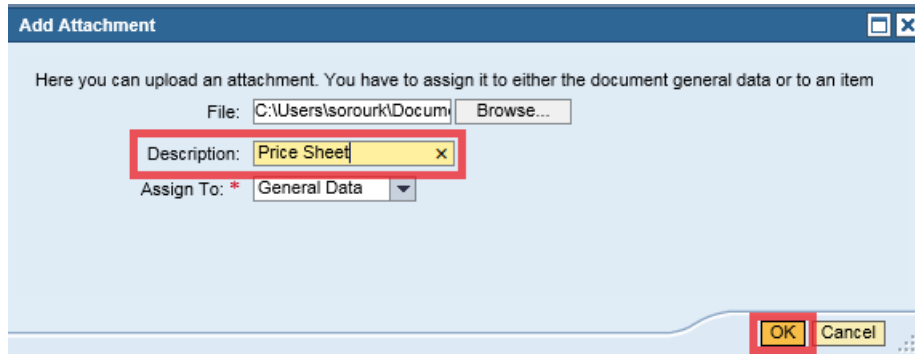 Add Attachment
Here you can upload an attachment. You have to assign it to either the document general data or to an item
File: C:\Users\sorourk\Docum Browse...
Description: Price Sheet ×
Assign To: * General Data
OK Cancel